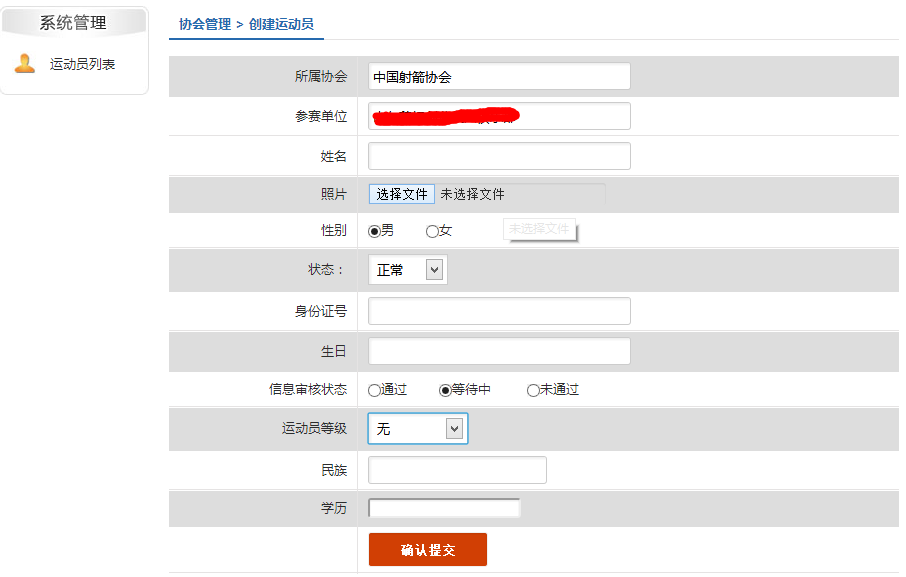 系统管理
运动员列表
协会管理 > 创建运动员
所属协会 中国射箭协会
参赛单位
姓名
照片 选择文件 未选择文件
性别 男 女 未选择文件
状态： 正常
身份证号
生日
信息审核状态 通过 等待中 未通过
运动员等级 无
民族
学历
确认提交